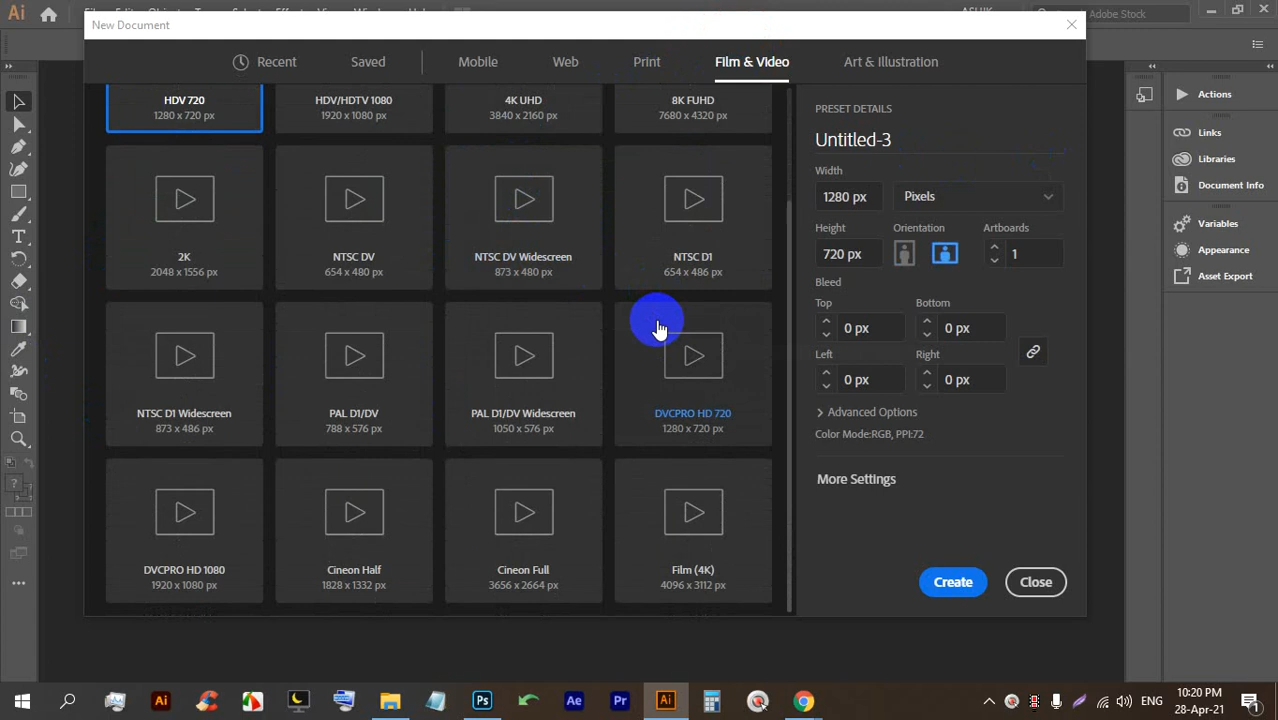 Ai
New Document
Adobe Stock
Recent
Saved
Mobile
Web
Print
Film & Video
Art & Illustration
HDV 720
1280 x 720 px
HDV/HDTV 1080
1920 x 1080 px
4K UHD
3840 x 2160 px
8K FUHD
7680 x 4320 px
2K
2048 x 1556 px
NTSC DV
654 x 480 px
NTSC DV Widescreen
873 x 480 px
NTSC D1
654 x 486 px
NTSC D1 Widescreen
873 x 486 px
PAL D1/DV
788 x 576 px
PAL D1/DV Widescreen
1050 x 576 px
DVCPRO HD 720
1280 x 720 px
DVCPRO HD 1080
1920 x 1080 px
Cineon Half
1828 x 1332 px
Cineon Full
3656 x 2664 px
Film (4K)
4096 x 3112 px
PRESET DETAILS
Untitled-3
Width
1280 px
Pixels
Height
Orientation
Artboards
720 px
1
Bleed
Top
Bottom
0 px
0 px
Left
Right
0 px
0 px
Advanced Options
Color Mode:RGB, PPI:72
More Settings
Create
Close
Actions
Links
Libraries
Document Info
Variables
Appearance
Asset Export
T
?
Ai
Ps
Ae
Pr
Ai
ENG
10:20 PM
28-Apr-21
1